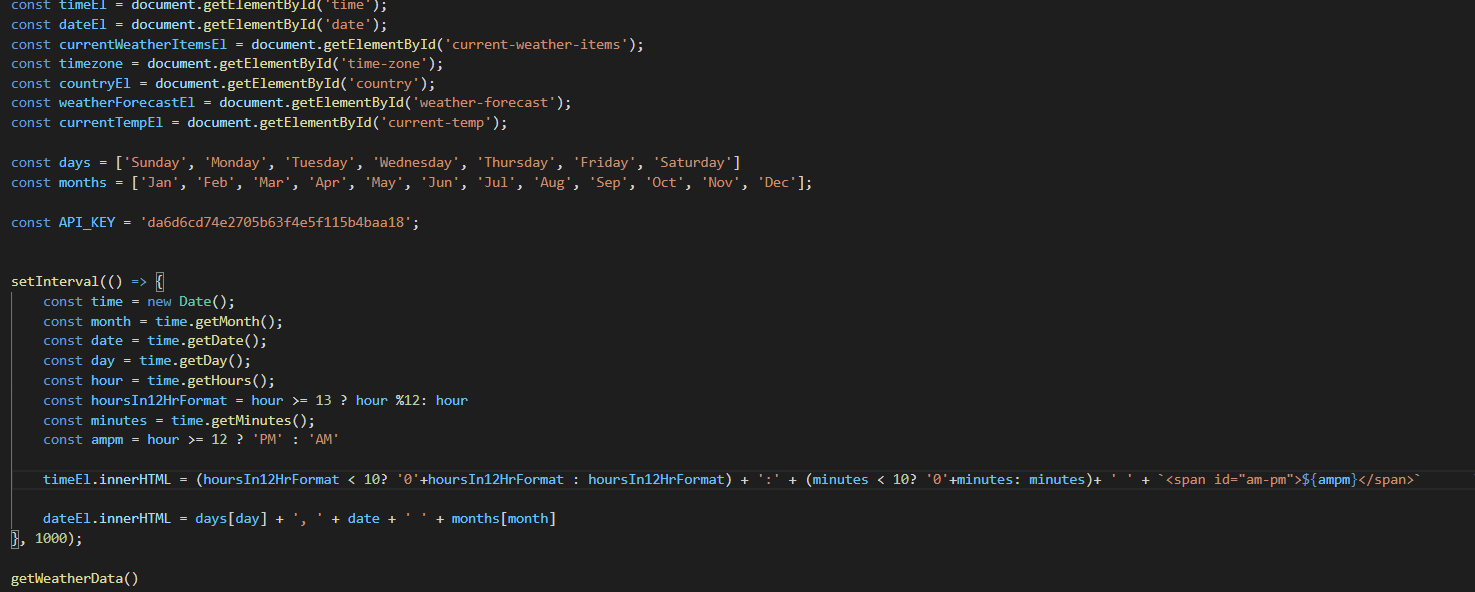 const timeEl = document.getElementById('time');
const dateEl = document.getElementById('date');
const currentWeatherItemsEl = document.getElementById('current-weather-items');
const timezone = document.getElementById('time-zone');
const countryEl = document.getElementById('country');
const weatherForecastEl = document.getElementById('weather-forecast');
const currentTempEl = document.getElementById('current-temp');
const days = ['Sunday', 'Monday', 'Tuesday', 'Wednesday', 'Thursday', 'Friday', 'Saturday']
const months = ['Jan', 'Feb', 'Mar', 'Apr', 'May', 'Jun', 'Jul', 'Aug', 'Sep', 'Oct', 'Nov', 'Dec'];
const API_KEY = 'da6d6cd74e2705b63f4e5f115b4baa18';
setInterval(() => {
    const time = new Date();
    const month = time.getMonth();
    const date = time.getDate();
    const day = time.getDay();
    const hour = time.getHours();
    const hoursIn12HrFormat = hour >= 13 ? hour %12: hour
    const minutes = time.getMinutes();
    const ampm = hour >= 12 ? 'PM' : 'AM'
    timeEl.innerHTML = (hoursIn12HrFormat < 10? '0'+hoursIn12HrFormat : hoursIn12HrFormat) + ':' + (minutes < 10? '0'+minutes: minutes)+ ' ' + `<span id="am-pm">${ampm}</span>`
    dateEl.innerHTML = days[day] + ', ' + date + ' ' + months[month]
}, 1000);
getWeatherData()